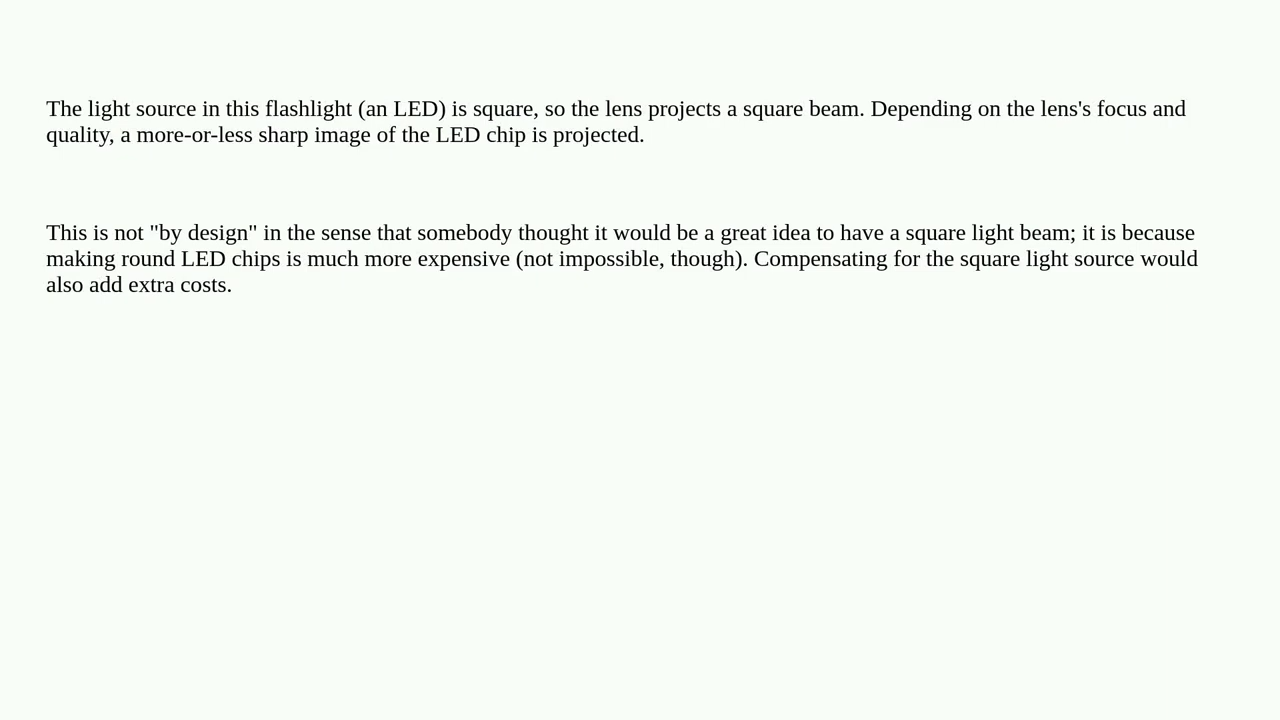 The light source in this flashlight (an LED) is square, so the lens projects a square beam. Depending on the lens's focus and
quality, a more-or-less sharp image of the LED chip is projected.
This is not "by design" in the sense that somebody thought it would be a great idea to have a square light beam; it is because
making round LED chips is much more expensive (not impossible, though). Compensating for the square light source would
also add extra costs.